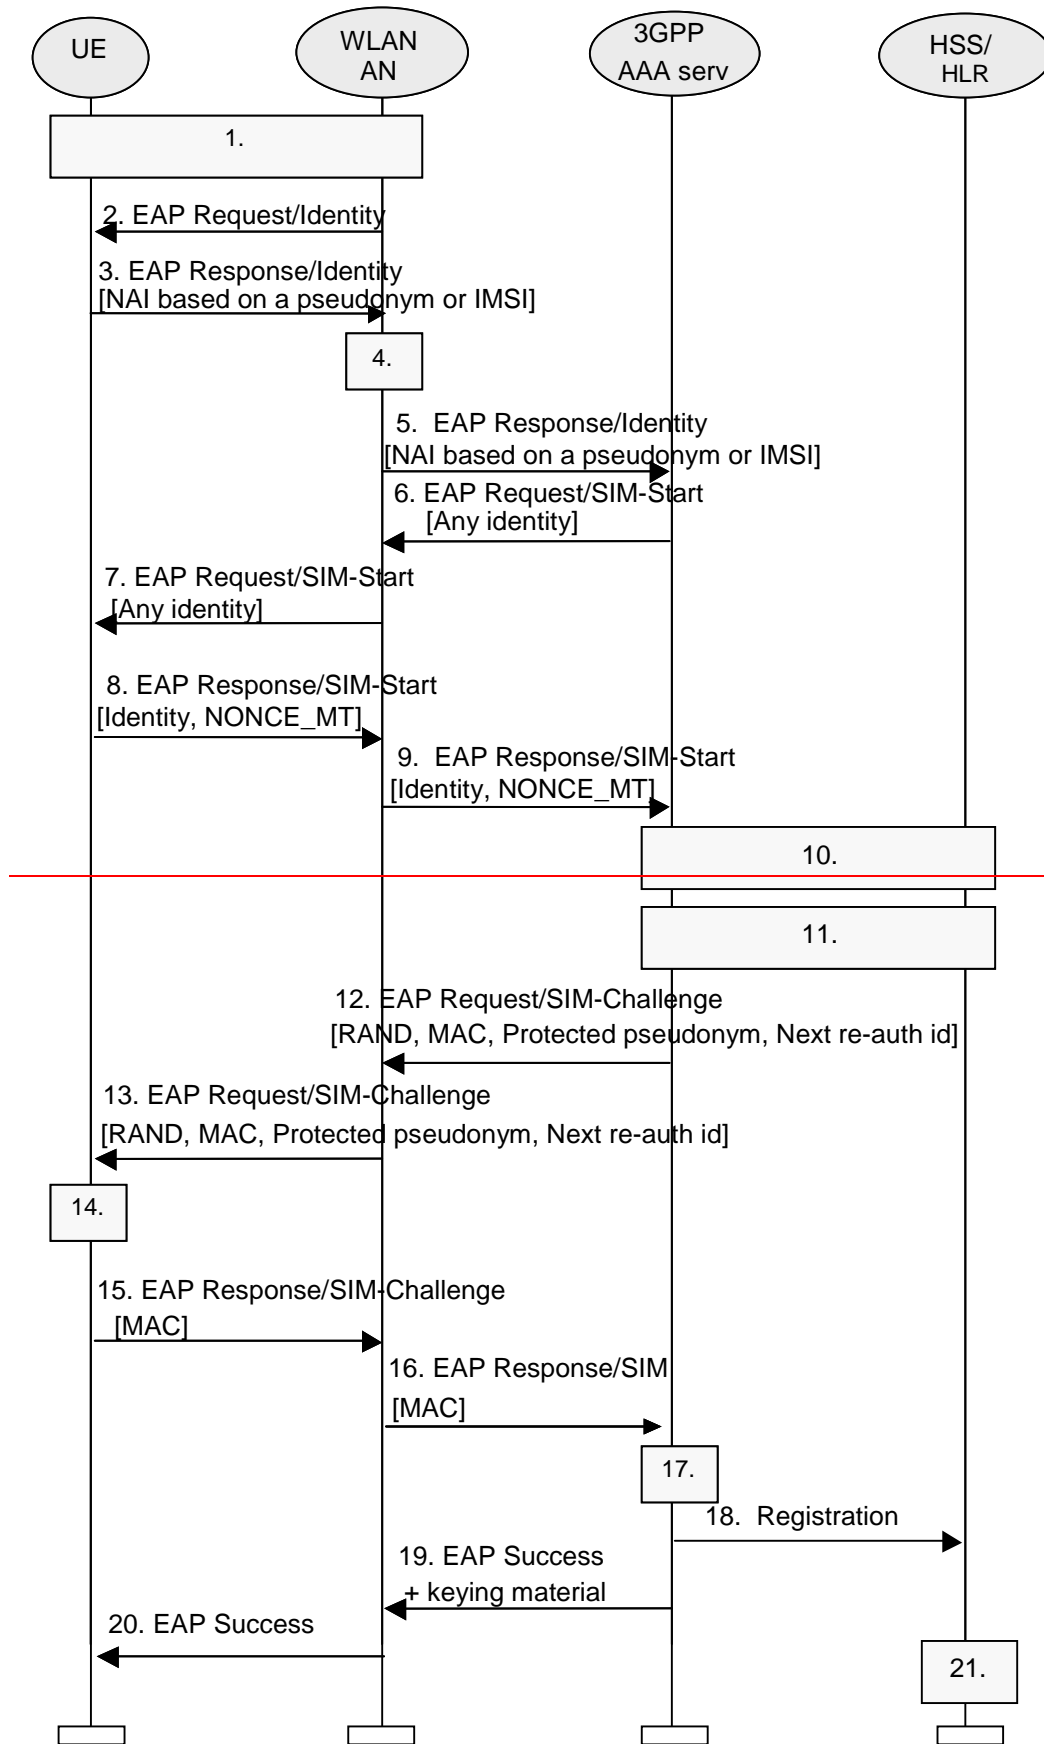 UE
WLAN
AN
3GPP
AAA serv
HSS/
HLR
1.
2. EAP Request/Identity
3. EAP Response/Identity
[NAI based on a pseudonym or IMSI]
4.
5.  EAP Response/Identity
[NAI based on a pseudonym or IMSI]
6. EAP Request/SIM-Start
[Any identity]
7. EAP Request/SIM-Start
[Any identity]
8. EAP Response/SIM-Start
[Identity, NONCE_MT]
9.  EAP Response/SIM-Start
[Identity, NONCE_MT]
10.
11.
12. EAP Request/SIM-Challenge
[RAND, MAC, Protected pseudonym, Next re-auth id]
13. EAP Request/SIM-Challenge
[RAND, MAC, Protected pseudonym, Next re-auth id]
14.
15. EAP Response/SIM-Challenge
[MAC]
16. EAP Response/SIM
[MAC]
17.
18.  Registration
19. EAP Success
+ keying material
20. EAP Success
21.